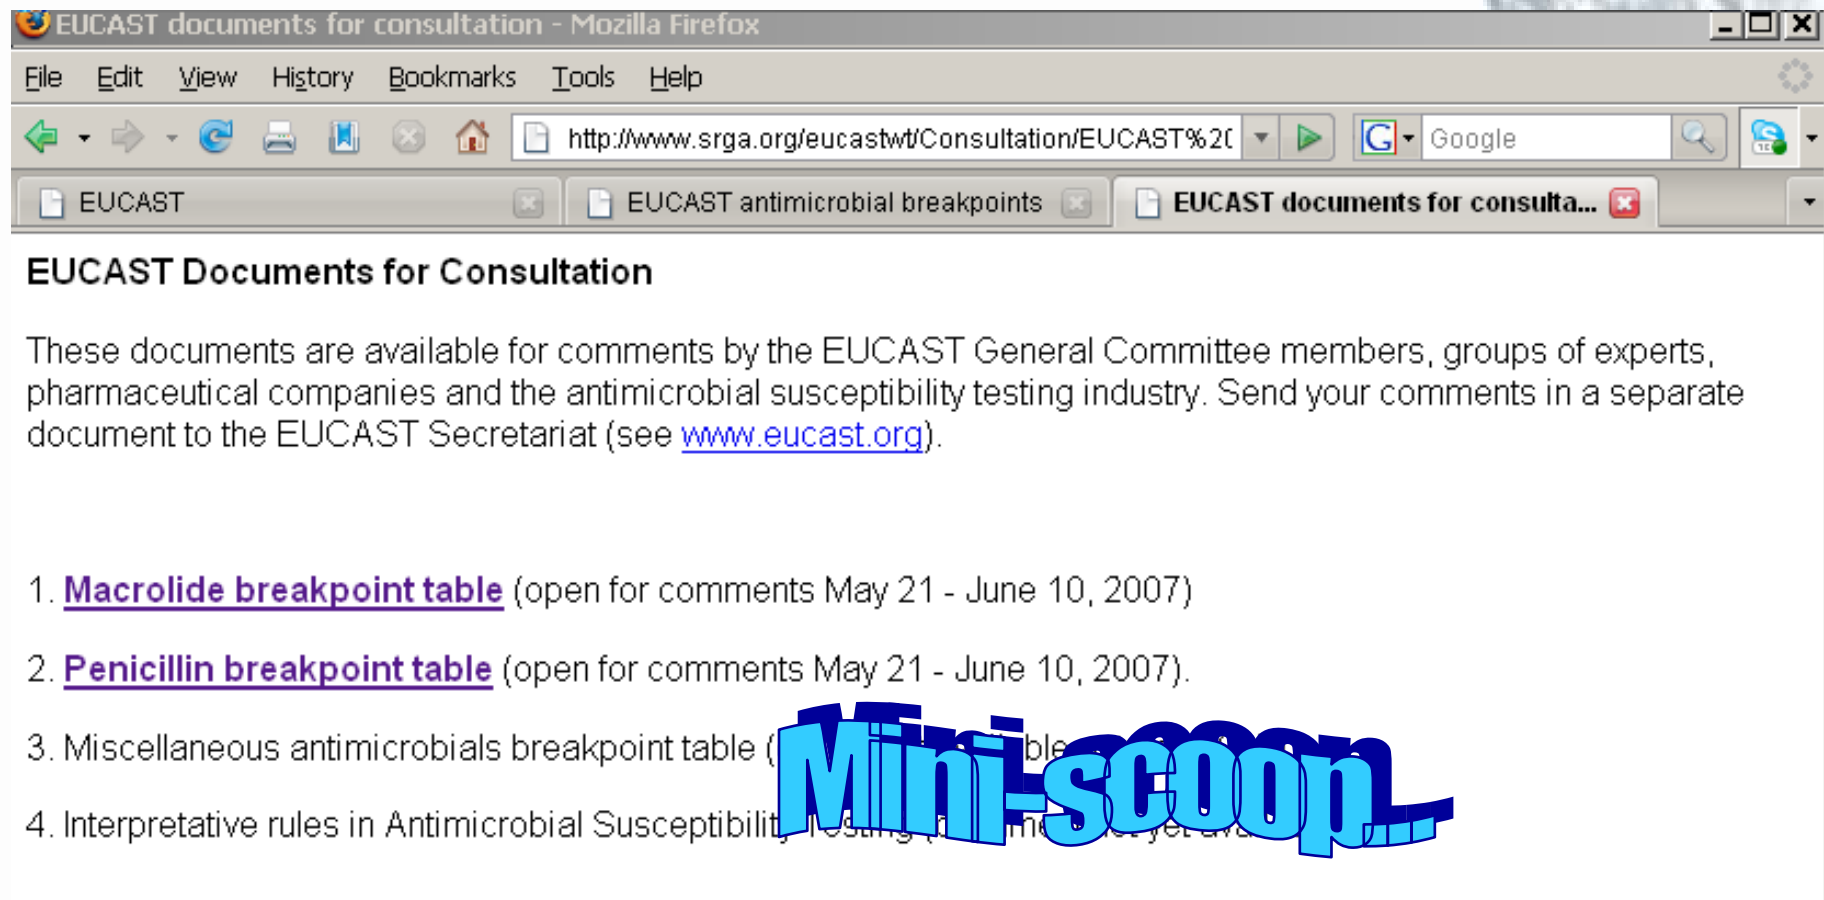 EUCAST documents for consultation - Mozilla Firefox
File Edit View History Bookmarks Tools Help
http://www.srga.org/eucastwt/Consultation/EUCAST%20 Google
EUCAST EUCAST antimicrobial breakpoints EUCAST documents for consulta...
EUCAST Documents for Consultation
These documents are available for comments by the EUCAST General Committee members, groups of experts,
pharmaceutical companies and the antimicrobial susceptibility testing industry. Send your comments in a separate
document to the EUCAST Secretariat (see www.eucast.org).
1. Macrolide breakpoint table (open for comments May 21 - June 10, 2007)
2. Penicillin breakpoint table (open for comments May 21 - June 10, 2007).
Mini-scoop...
3. Miscellaneous antimicrobials breakpoint table (
4. Interpretative rules in Antimicrobial Susceptibility Testing (